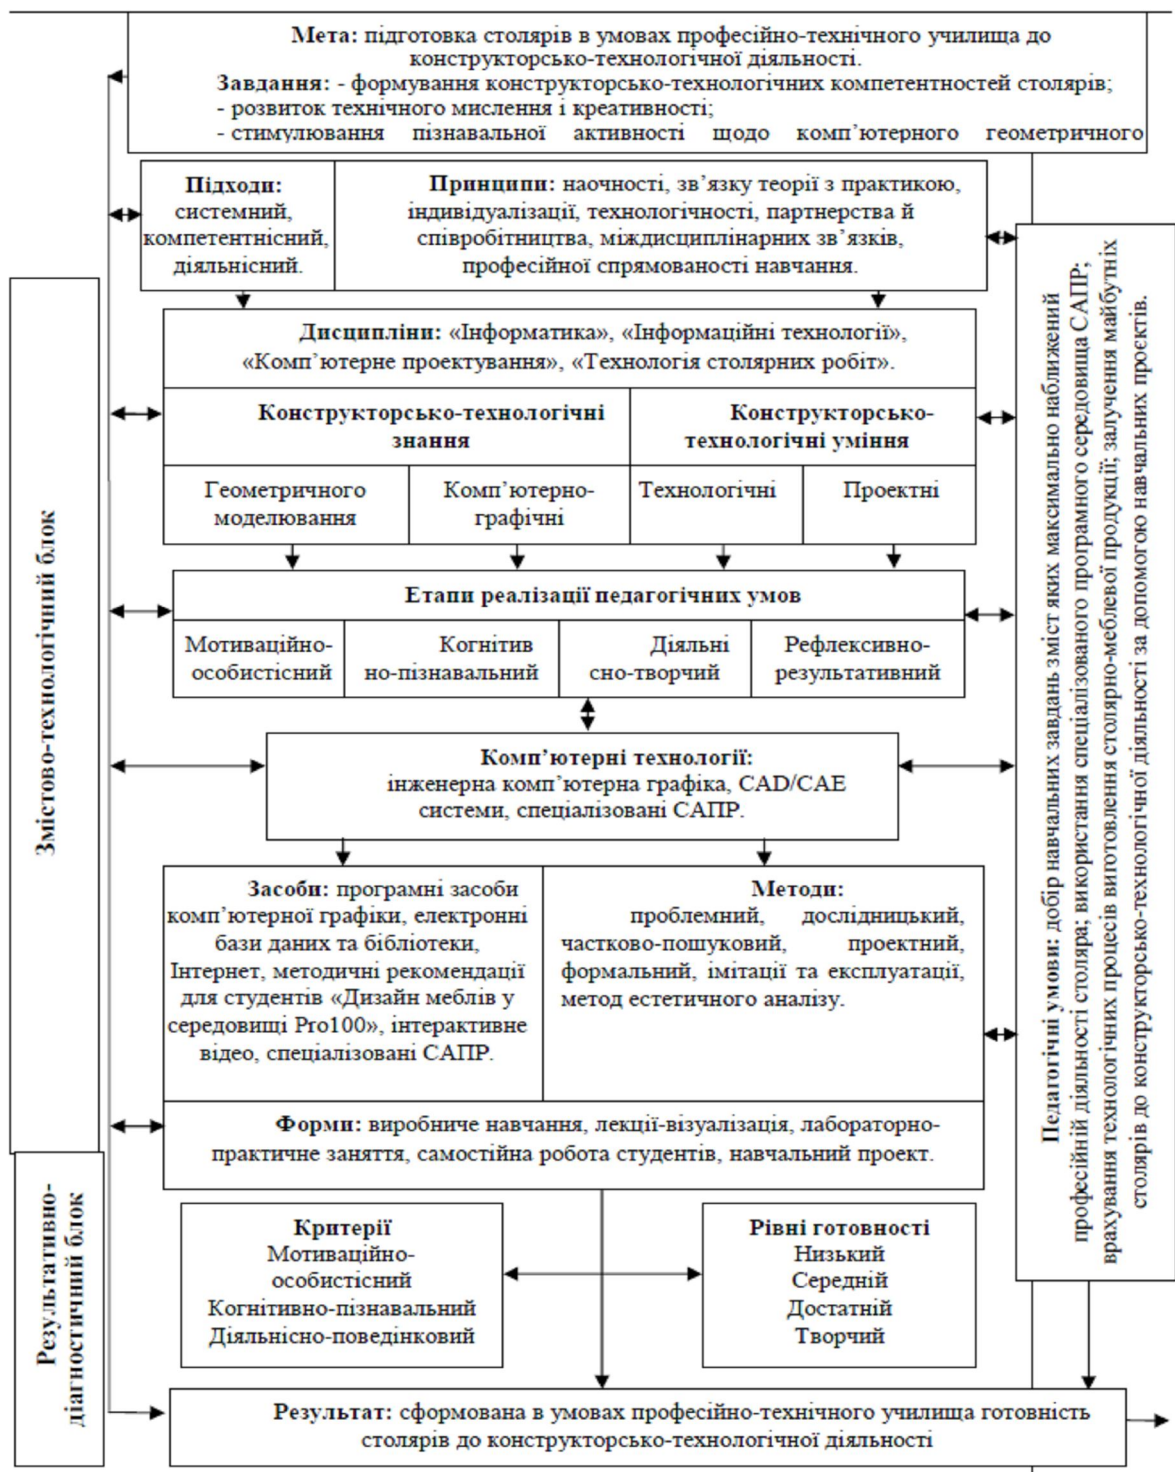 Мета: підготовка столярів в умовах професійно-технічного училища до
конструкторсько-технологічної діяльності.
Завдання: - формування конструкторсько-технологічних компетентностей столярів;
- розвиток технічного мислення і креативності;
- стимулювання пізнавальної активності щодо комп’ютерного геометричного
Підходи:
системний,
компетентнісний,
діяльнісний.
Принципи: наочності, зв’язку теорії з практикою,
індивідуалізації, технологічності, партнерства й
співробітництва, міждисциплінарних зв’язків,
професійної спрямованості навчання.
Дисципліни: «Інформатика», «Інформаційні технології»,
«Комп’ютерне проектування», «Технологія столярних робіт».
Конструкторсько-технологічні
знання
Конструкторсько-
технологічні уміння
Геометричного
моделювання
Комп’ютерно-
графічні
Технологічні
Проектні
Етапи реалізації педагогічних умов
Мотиваційно-
особистісний
Когнітив
но-пізнавальний
Діяльні
сно-творчий
Рефлексивно-
результативний
Комп’ютерні технології:
інженерна комп’ютерна графіка, CAD/CAE
системи, спеціалізовані САПР.
Засоби: програмні засоби
комп’ютерної графіки, електронні
бази даних та бібліотеки,
Інтернет, методичні рекомендації
для студентів «Дизайн меблів у
середовищі Pro100», інтерактивне
відео, спеціалізовані САПР.
Методи:
проблемний, дослідницький,
частково-пошуковий, проектний,
формальний, імітації та експлуатації,
метод естетичного аналізу.
Форми: виробниче навчання, лекції-візуалізація, лабораторно-
практичне заняття, самостійна робота студентів, навчальний проект.
Критерії
Мотиваційно-
особистісний
Когнітивно-пізнавальний
Діяльнісно-поведінковий
Рівні готовності
Низький
Середній
Достатній
Творчий
Результат: сформована в умовах професійно-технічного училища готовність
столярів до конструкторсько-технологічної діяльності
Змістово-технологічний блок
Результативно-
діагностичний блок
Педагогічні умови: добір навчальних завдань зміст яких максимально наближений
професійній діяльності столяра; використання спеціалізованого програмного середовища САПР;
врахування технологічних процесів виготовлення столярно-меблевої продукції; залучення майбутніх
столярів до конструкторсько-технологічної діяльності за допомогою навчальних проєктів.